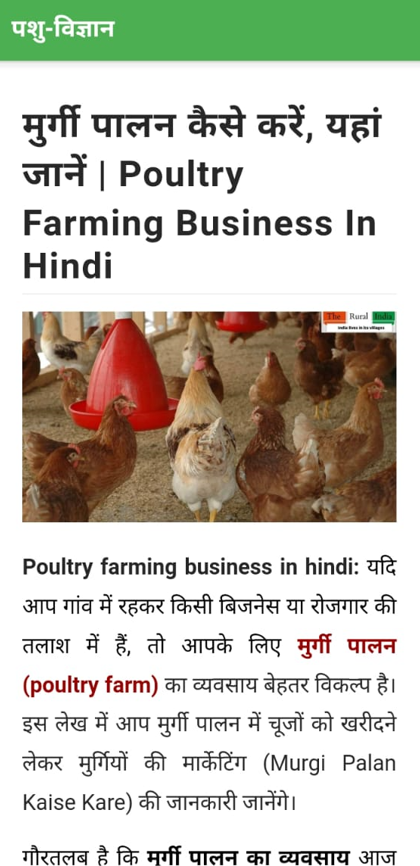 पशु-विज्ञान
मुर्गी पालन कैसे करें, यहां
जानें | Poultry
Farming Business In
Hindi
The Rural India
India lives in its villages
Poultry farming business in hindi: यदि
आप गांव में रहकर किसी बिजनेस या रोजगार की
तलाश में हैं, तो आपके लिए मुर्गी पालन
(poultry farm) का व्यवसाय बेहतर विकल्प है।
इस लेख में आप मुर्गी पालन में चूजों को खरीदने
लेकर मुर्गियों की मार्केटिंग (Murgi Palan
Kaise Kare) की जानकारी जानेंगे।
गौरतलब है कि मुर्गी पालन का व्यवसाय आज